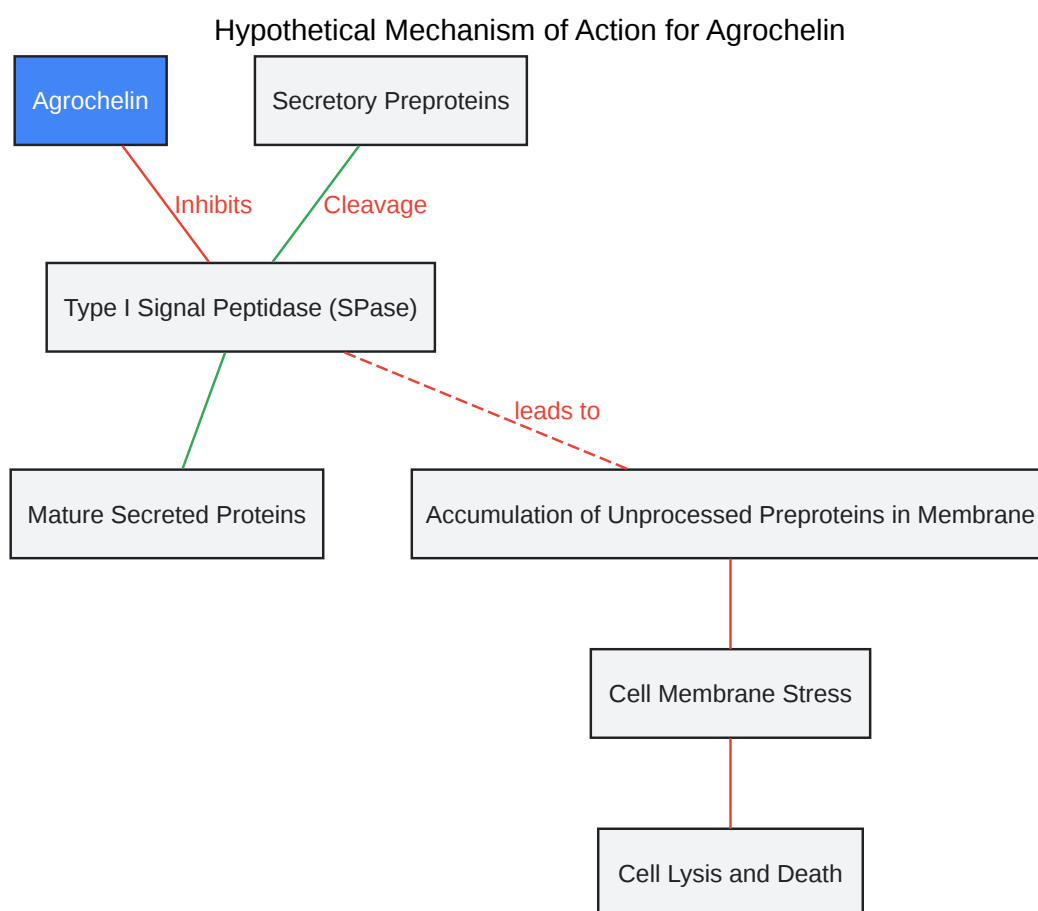 Hypothetical Mechanism of Action for Agrochelin
Agrochelin
Secretory Preproteins
Inhibits
Cleavage
Type I Signal Peptidase (SPase)
leads to
Mature Secreted Proteins
Accumulation of Unprocessed Preproteins in Membrane
Cell Membrane Stress
Cell Lysis and Death